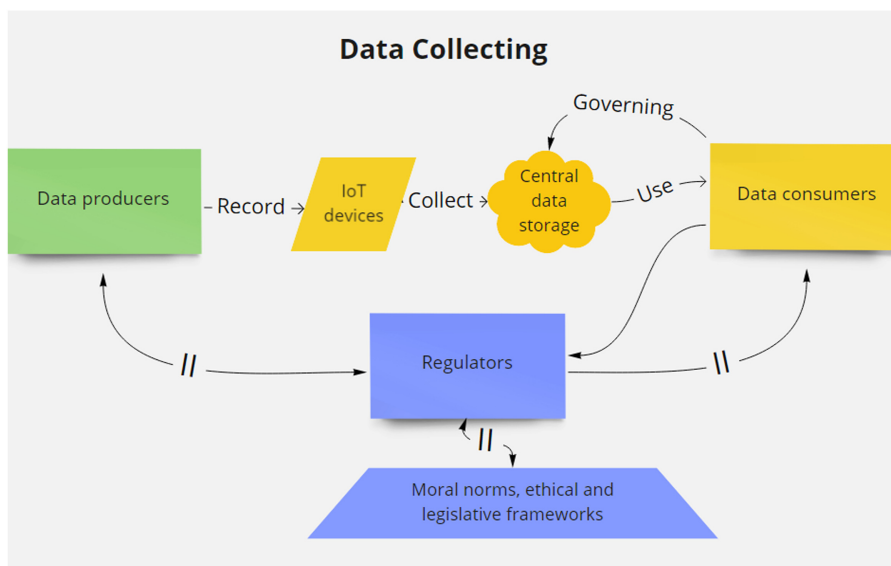 Data Collecting
Governing
Data producers
Record
IoT
devices
Collect
Central
data
storage
Use
Data consumers
||
Regulators
||
||
Moral norms, ethical and
legislative frameworks